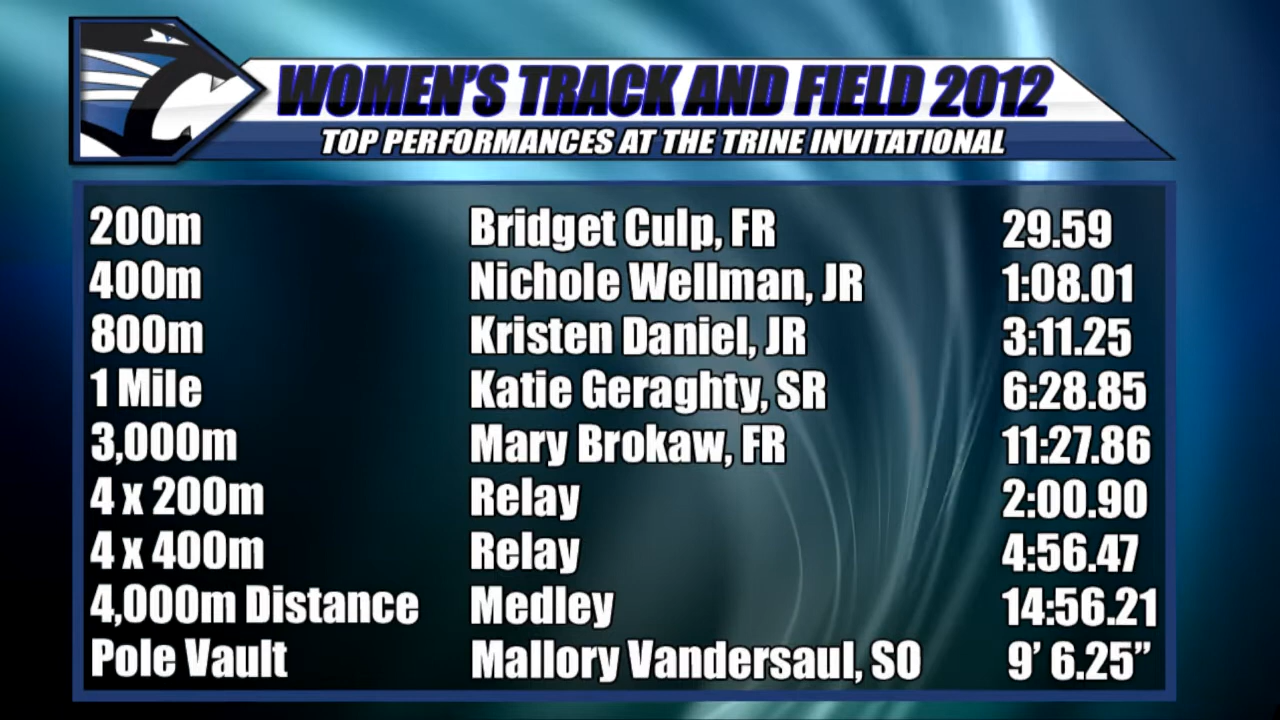 WOMEN'S TRACK AND FIELD 2012
TOP PERFORMANCES AT THE TRINE INVITATIONAL
200m Bridget Culp, FR 29.59
400m Nichole Wellman, JR 1:08.01
800m Kristen Daniel, JR 3:11.25
1 Mile Katie Geraghty, SR 6:28.85
3,000m Mary Brokaw, FR 11:27.86
4 x 200m Relay 2:00.90
4 x 400m Relay 4:56.47
4,000m Distance Medley 14:56.21
Pole Vault Mallory Vandersaul, SO 9’ 6.25”